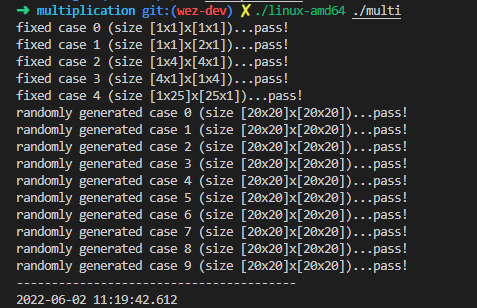 ➜ multiplication git:(wez-dev) ✗ ./linux-amd64 ./multi
fixed case 0 (size [1x1]x[1x1])...pass!
fixed case 1 (size [1x1]x[2x1])...pass!
fixed case 2 (size [1x4]x[4x1])...pass!
fixed case 3 (size [4x1]x[1x4])...pass!
fixed case 4 (size [1x25]x[25x1])...pass!
randomly generated case 0 (size [20x20]x[20x20])...pass!
randomly generated case 1 (size [20x20]x[20x20])...pass!
randomly generated case 2 (size [20x20]x[20x20])...pass!
randomly generated case 3 (size [20x20]x[20x20])...pass!
randomly generated case 4 (size [20x20]x[20x20])...pass!
randomly generated case 5 (size [20x20]x[20x20])...pass!
randomly generated case 6 (size [20x20]x[20x20])...pass!
randomly generated case 7 (size [20x20]x[20x20])...pass!
randomly generated case 8 (size [20x20]x[20x20])...pass!
randomly generated case 9 (size [20x20]x[20x20])...pass!
----------------------------------------
2022-06-02 11:19:42.612